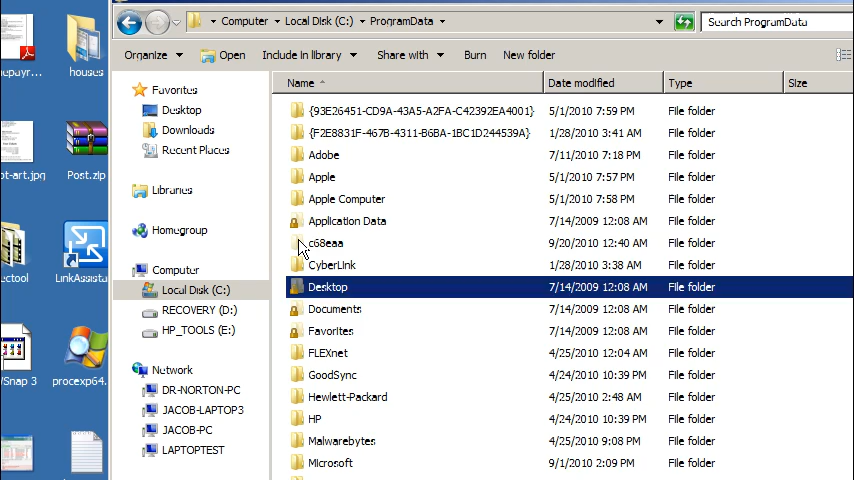 Computer Local Disk (C:) ProgramData
Search ProgramData
Organize Open Include in library Share with Burn New folder
Name Date modified Type Size
Favorites
Desktop
Downloads
Recent Places
Libraries
Homegroup
Computer
Local Disk (C:)
RECOVERY (D:)
HP_TOOLS (E:)
Network
DR-NORTON-PC
JACOB-LAPTOP3
JACOB-PC
LAPTOPTEST
{93E26451-CD9A-43A5-A2FA-C42392EA4001} 5/1/2010 7:59 PM File folder
{F2E8831F-467B-4311-B6BA-1BC1D244539A} 1/28/2010 3:41 AM File folder
Adobe 7/11/2010 7:18 PM File folder
Apple 5/1/2010 7:57 PM File folder
Apple Computer 5/1/2010 7:58 PM File folder
Application Data 7/14/2009 12:08 AM File folder
c68eaa 9/20/2010 12:40 AM File folder
CyberLink 1/28/2010 3:38 AM File folder
Desktop 7/14/2009 12:08 AM File folder
Documents 7/14/2009 12:08 AM File folder
Favorites 7/14/2009 12:08 AM File folder
FLEXnet 4/25/2010 12:04 AM File folder
GoodSync 4/24/2010 10:39 PM File folder
Hewlett-Packard 4/25/2010 2:48 AM File folder
HP 4/24/2010 10:39 PM File folder
Malwarebytes 4/25/2010 9:08 PM File folder
Microsoft 9/1/2010 2:09 PM File folder
epayr... houses
ot-art.jpg Post.zip
ectool LinkAssista
Snap 3 procexp64.